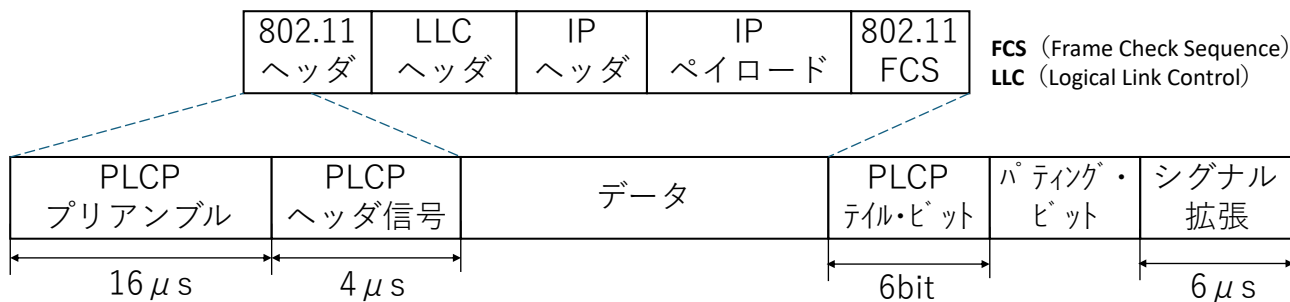 802.11
ヘッダ
LLC
ヘッダ
IP
ヘッダ
IP
ペイロード
802.11
FCS
FCS（Frame Check Sequence）
LLC（Logical Link Control）
PLCP
プリアンブル
PLCP
ヘッダ信号
データ
PLCP
ﾃｲﾙ・ﾋﾞｯﾄ
ﾊﾟﾃｨﾝｸﾞ・
ﾋﾞｯﾄ
シグナル
拡張
16μs
4μs
6bit
6μs